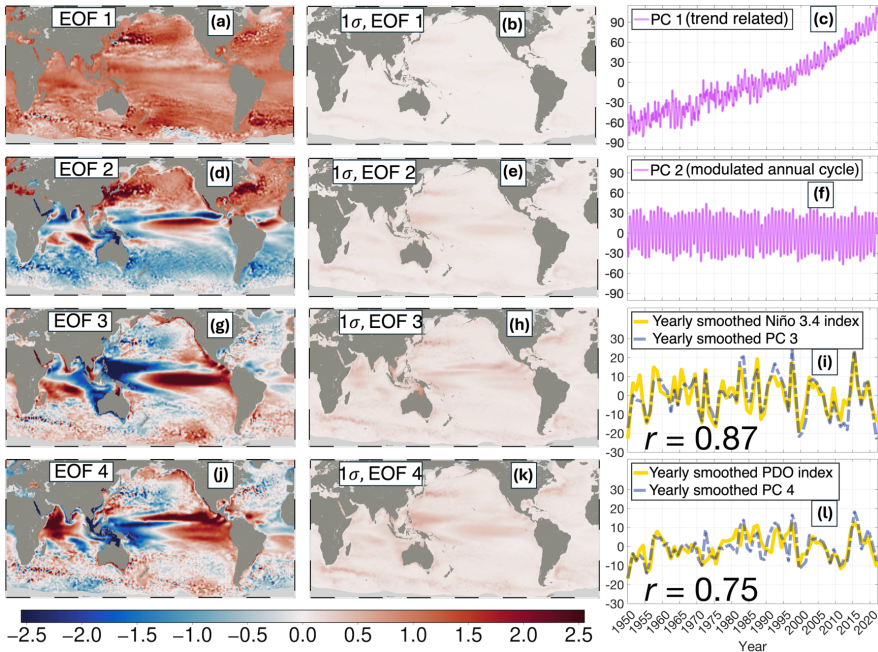 EOF 1
(a)
1σ, EOF 1
(b)
PC 1 (trend related)
(c)
90
60
30
0
-30
-60
-90
EOF 2
(d)
1σ, EOF 2
(e)
PC 2 (modulated annual cycle)
(f)
90
60
30
0
-30
-60
-90
EOF 3
(g)
1σ, EOF 3
(h)
Yearly smoothed Niño 3.4 index
Yearly smoothed PC 3
(i)
30
20
10
0
-10
-20
-30
r = 0.87
EOF 4
(j)
1σ, EOF 4
(k)
Yearly smoothed PDO index
Yearly smoothed PC 4
(l)
30
20
10
0
-10
-20
-30
r = 0.75
1950 1955 1960 1965 1970 1975 1980 1985 1990 1995 2000 2005 2010 2015 2020
Year
−2.5 −2.0 −1.5 −1.0 −0.5 0.0 0.5 1.0 1.5 2.0 2.5